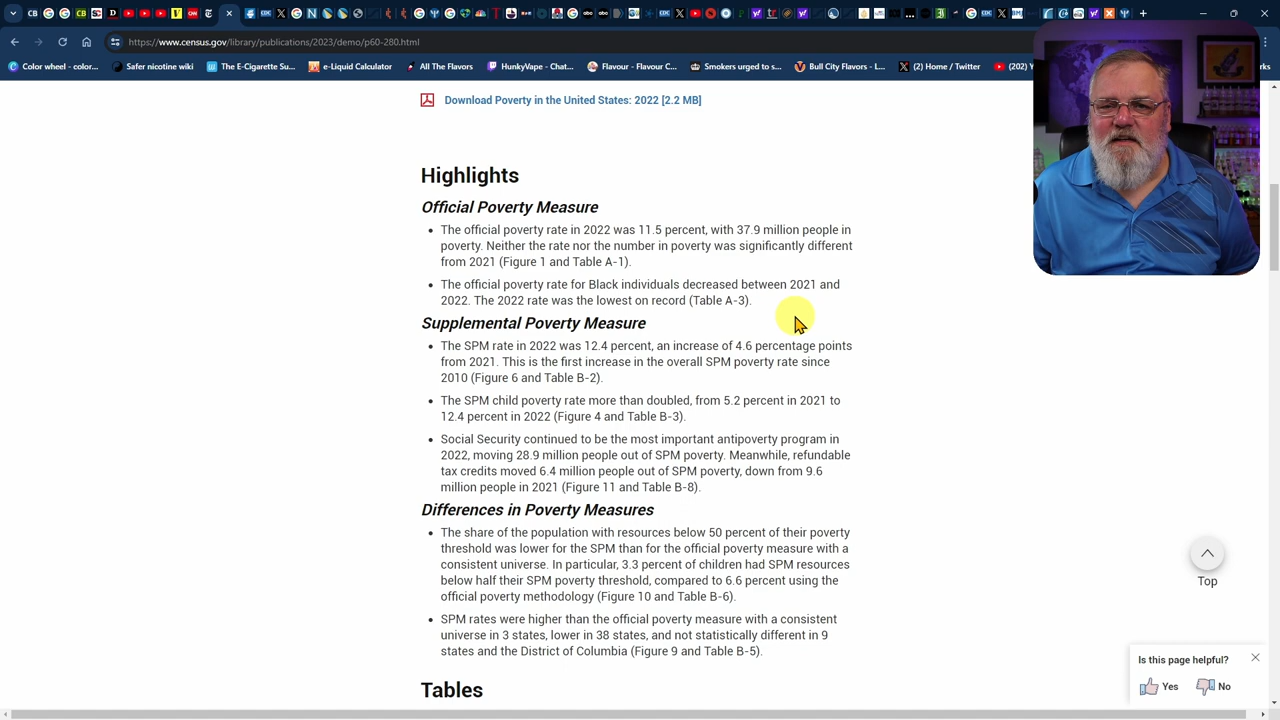 CB
https://www.census.gov/library/publications/2023/demo/p60-280.html
Color wheel - color...
Safer nicotine wiki
The E-Cigarette Su...
e-Liquid Calculator
All The Flavors
HunkyVape - Chat...
Flavour – Flavour C...
Smokers urged to s...
Bull City Flavors – L...
(2) Home / Twitter
Download Poverty in the United States: 2022 [2.2 MB]
Highlights
Official Poverty Measure
The official poverty rate in 2022 was 11.5 percent, with 37.9 million people in
poverty. Neither the rate nor the number in poverty was significantly different
from 2021 (Figure 1 and Table A-1).
The official poverty rate for Black individuals decreased between 2021 and
2022. The 2022 rate was the lowest on record (Table A-3).
Supplemental Poverty Measure
The SPM rate in 2022 was 12.4 percent, an increase of 4.6 percentage points
from 2021. This is the first increase in the overall SPM poverty rate since
2010 (Figure 6 and Table B-2).
The SPM child poverty rate more than doubled, from 5.2 percent in 2021 to
12.4 percent in 2022 (Figure 4 and Table B-3).
Social Security continued to be the most important antipoverty program in
2022, moving 28.9 million people out of SPM poverty. Meanwhile, refundable
tax credits moved 6.4 million people out of SPM poverty, down from 9.6
million people in 2021 (Figure 11 and Table B-8).
Differences in Poverty Measures
The share of the population with resources below 50 percent of their poverty
threshold was lower for the SPM than for the official poverty measure with a
consistent universe. In particular, 3.3 percent of children had SPM resources
below half their SPM poverty threshold, compared to 6.6 percent using the
official poverty methodology (Figure 10 and Table B-6).
SPM rates were higher than the official poverty measure with a consistent
universe in 3 states, lower in 38 states, and not statistically different in 9
states and the District of Columbia (Figure 9 and Table B-5).
Tables
Top
Is this page helpful?
Yes
No